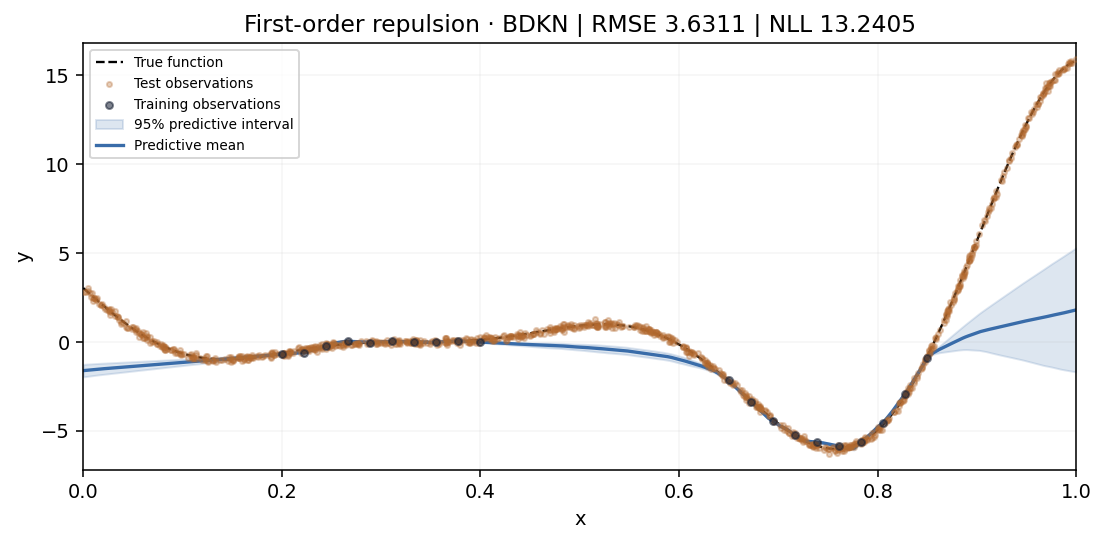 First-order repulsion · BDKN | RMSE 3.6311 | NLL 13.2405
True function
Test observations
Training observations
95% predictive interval
Predictive mean
y
15
10
5
0
−5
0.0 0.2 0.4 0.6 0.8 1.0
x